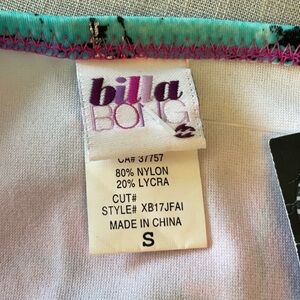 billa
BONG
CA# 37757
80% NYLON
20% LYCRA
CUT#
STYLE# XB17JFAI
MADE IN CHINA
S